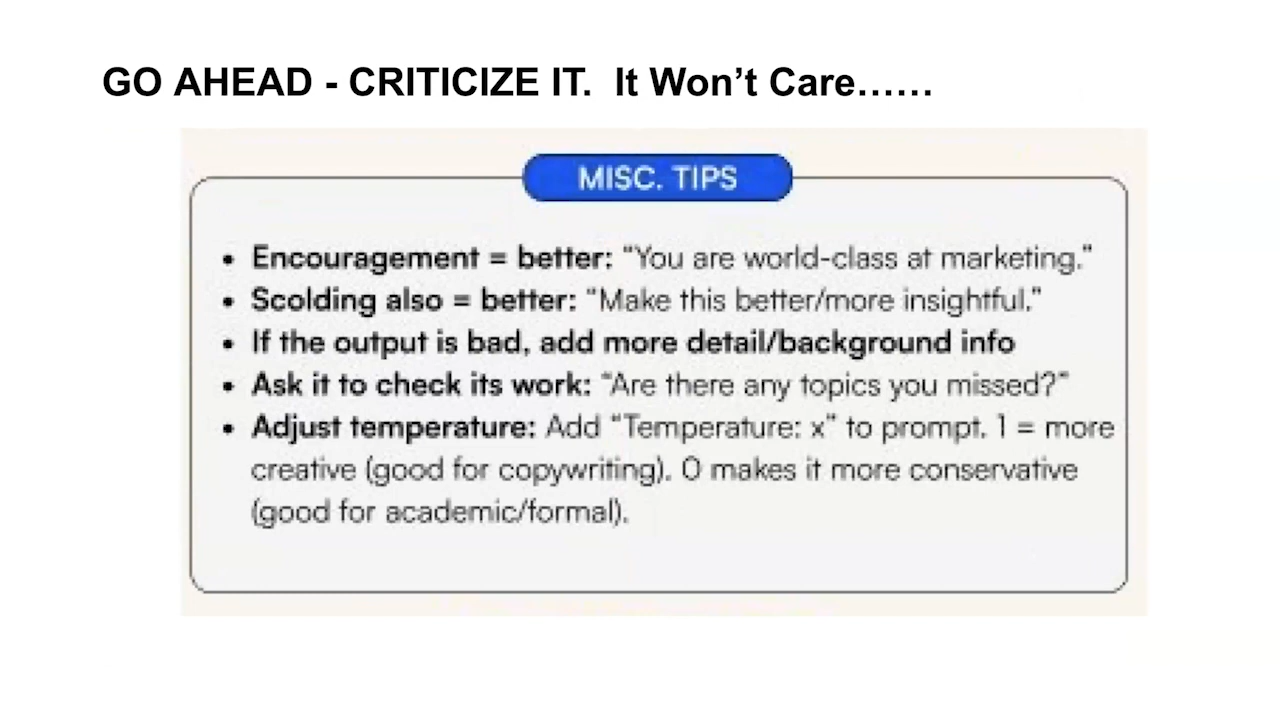 GO AHEAD - CRITICIZE IT. It Won’t Care……
MISC. TIPS
• Encouragement = better: “You are world-class at marketing.”
• Scolding also = better: “Make this better/more insightful.”
• If the output is bad, add more detail/background info
• Ask it to check its work: “Are there any topics you missed?”
• Adjust temperature: Add “Temperature: x” to prompt. 1 = more
creative (good for copywriting). 0 makes it more conservative
(good for academic/formal).